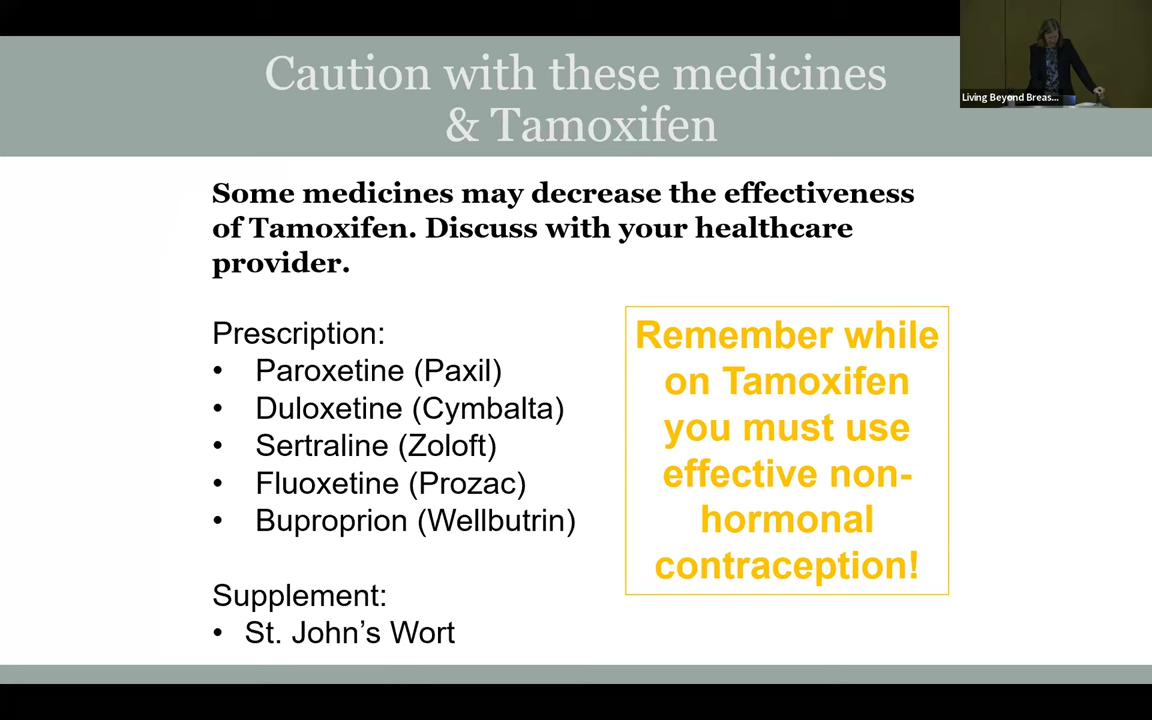 Caution with these medicines
& Tamoxifen
Living Beyond Breas...
Some medicines may decrease the effectiveness
of Tamoxifen. Discuss with your healthcare
provider.
Prescription:
• Paroxetine (Paxil)
• Duloxetine (Cymbalta)
• Sertraline (Zoloft)
• Fluoxetine (Prozac)
• Buproprion (Wellbutrin)
Supplement:
• St. John’s Wort
Remember while
on Tamoxifen
you must use
effective non-
hormonal
contraception!